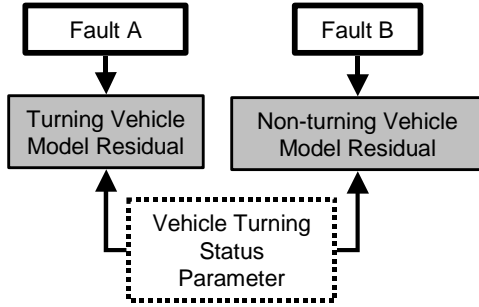 Fault A
Fault B
Turning Vehicle
Model Residual
Non-turning Vehicle
Model Residual
Vehicle Turning
Status
Parameter